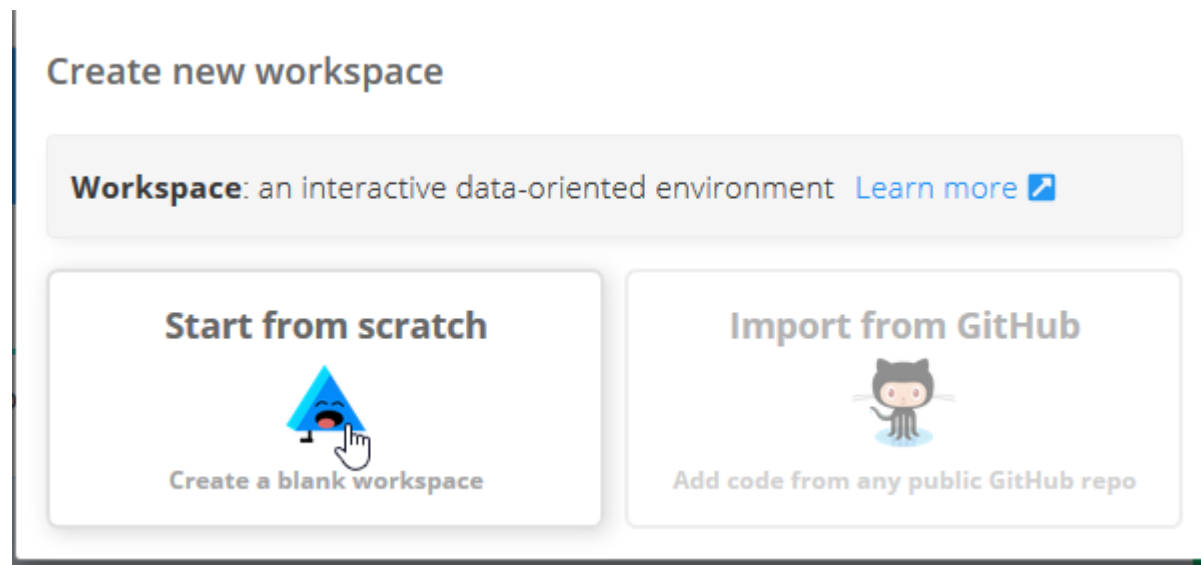 Create new workspace
Workspace: an interactive data-oriented environment Learn more
Start from scratch
Create a blank workspace
Import from GitHub
Add code from any public GitHub repo